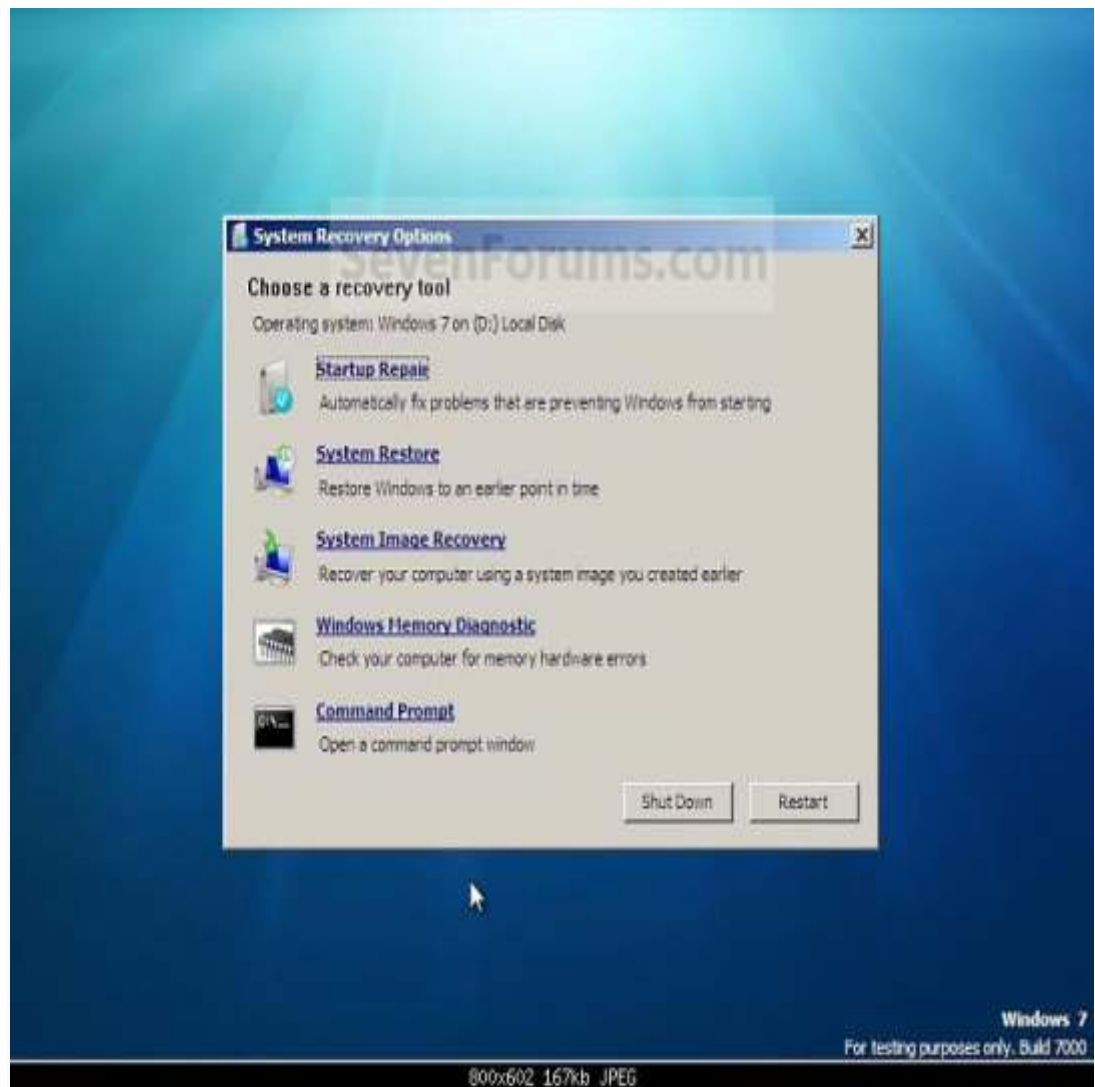 System Recovery Options
SevenForums.com
Choose a recovery tool
Operating system: Windows 7 on (D:) Local Disk
Startup Repair
Automatically fix problems that are preventing Windows from starting
System Restore
Restore Windows to an earlier point in time
System Image Recovery
Recover your computer using a system image you created earlier
Windows Memory Diagnostic
Check your computer for memory hardware errors
Command Prompt
Open a command prompt window
Shut Down Restart
Windows 7
For testing purposes only. Build 7000
800x602 167kb JPEG